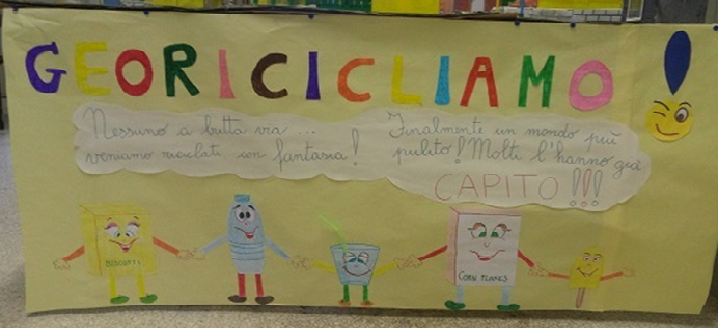 GEORICICLIAMO
Nessuno ci butta via ...
veniamo riciclati con fantasia!
Finalmente un mondo più
pulito! Molti l'hanno già
CAPITO!!!
BISCOTTI
CORN FLAKES